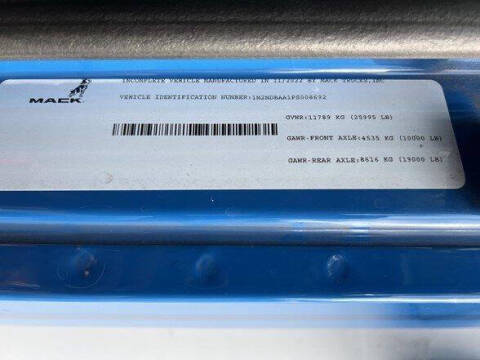 INCOMPLETE VEHICLE MANUFACTURED IN 11/2022 BY MACK TRUCKS, INC
MACK
VEHICLE IDENTIFICATION NUMBER:1M2NDBAA1PS008692
GVWR:11789 KG (25995 LB)
GAWR-FRONT AXLE:4535 KG (10000 LB)
GAWR-REAR AXLE:8616 KG (19000 LB)